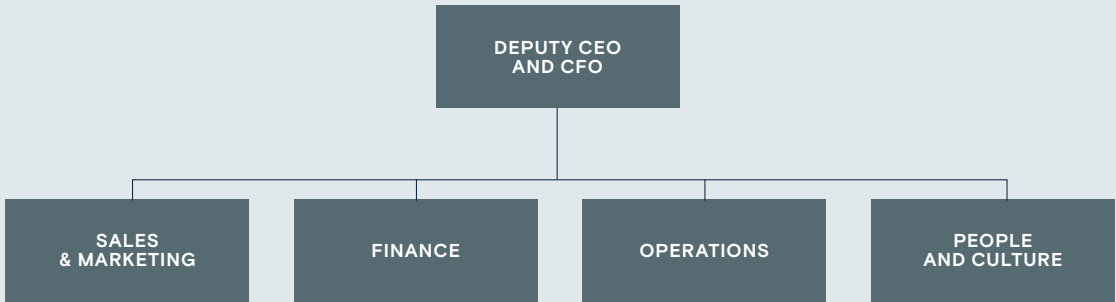 DEPUTY CEO
AND CFO
SALES
& MARKETING
FINANCE
OPERATIONS
PEOPLE
AND CULTURE